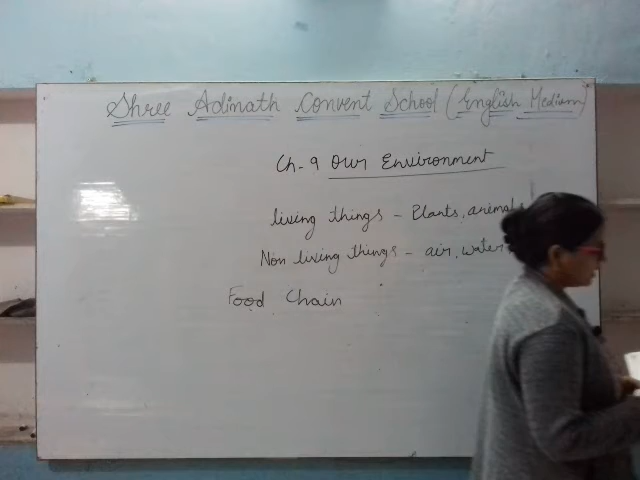 Shree Adinath Convent School (English Medium)
Ch-9 Our Environment
living things - Plants, animals
Non living things - air, water
Food Chain